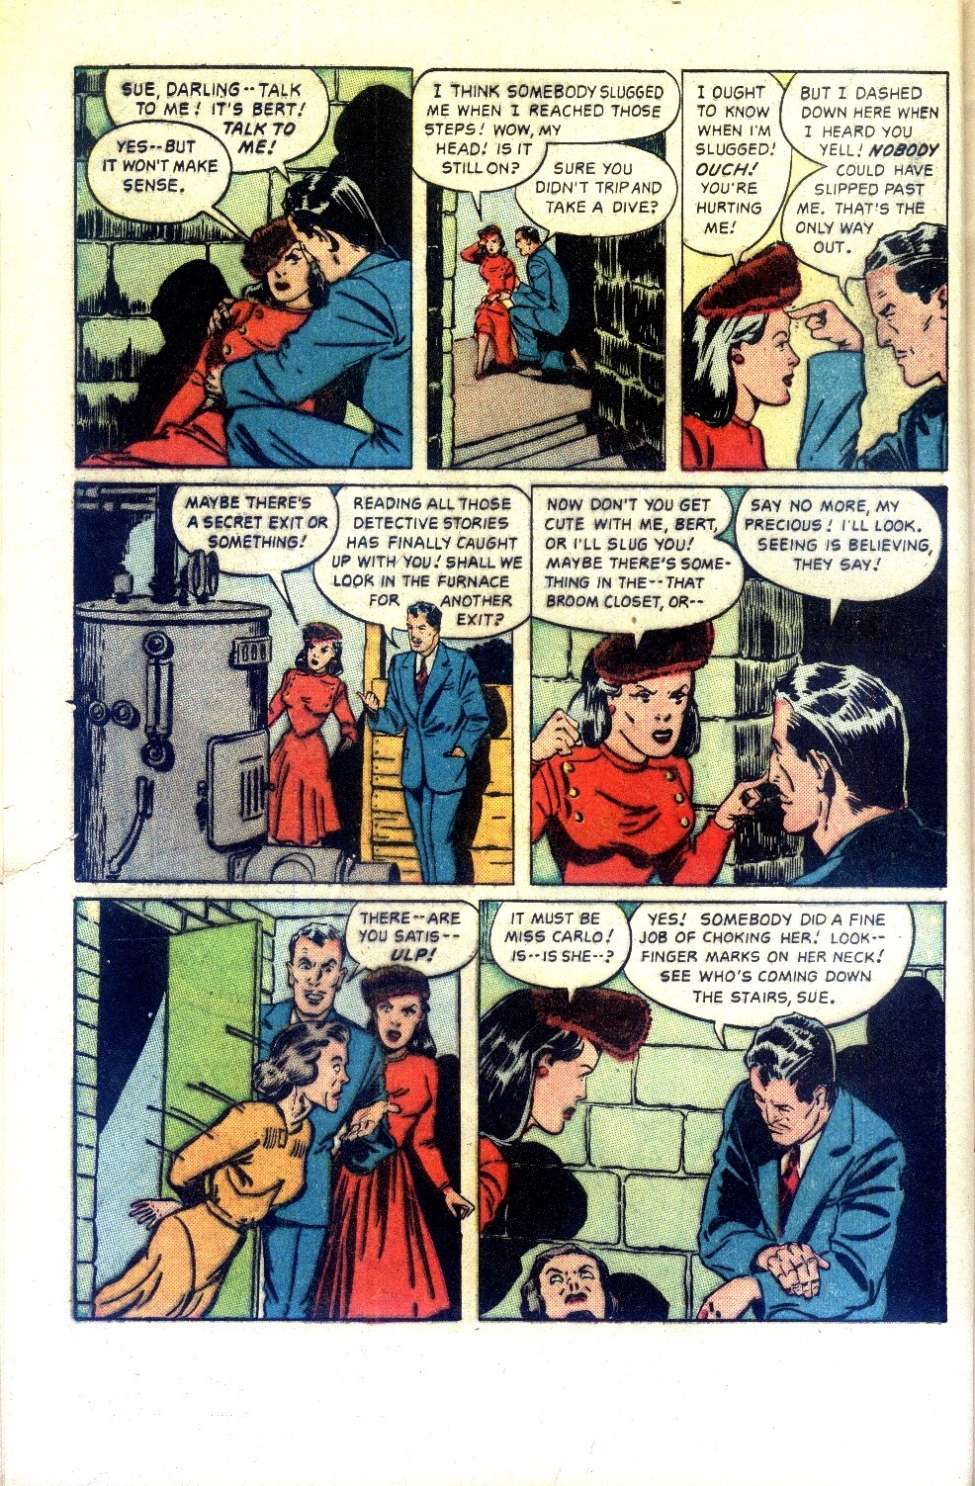 SUE, DARLING--TALK
TO ME! IT'S BERT!
TALK TO
ME!
YES--BUT
IT WON'T MAKE
SENSE.
I THINK SOMEBODY SLUGGED
ME WHEN I REACHED THOSE
STEPS! WOW, MY
HEAD! IS IT
STILL ON?
SURE YOU
DIDN'T TRIP AND
TAKE A DIVE?
I OUGHT
TO KNOW
WHEN I'M
SLUGGED!
OUCH!
YOU'RE
HURTING
ME!
BUT I DASHED
DOWN HERE WHEN
I HEARD YOU
YELL! NOBODY
COULD HAVE
SLIPPED PAST
ME. THAT'S THE
ONLY WAY
OUT.
MAYBE THERE'S
A SECRET EXIT OR
SOMETHING!
READING ALL THOSE
DETECTIVE STORIES
HAS FINALLY CAUGHT
UP WITH YOU! SHALL WE
LOOK IN THE FURNACE
FOR ANOTHER
EXIT?
NOW DON'T YOU GET
CUTE WITH ME, BERT,
OR I'LL SLUG YOU!
MAYBE THERE'S SOME-
THING IN THE--THAT
BROOM CLOSET, OR--
SAY NO MORE, MY
PRECIOUS! I'LL LOOK.
SEEING IS BELIEVING,
THEY SAY!
THERE--ARE
YOU SATIS--
ULP!
IT MUST BE
MISS CARLO!
IS--IS SHE--?
YES! SOMEBODY DID A FINE
JOB OF CHOKING HER! LOOK--
FINGER MARKS ON HER NECK!
SEE WHO'S COMING DOWN
THE STAIRS, SUE.